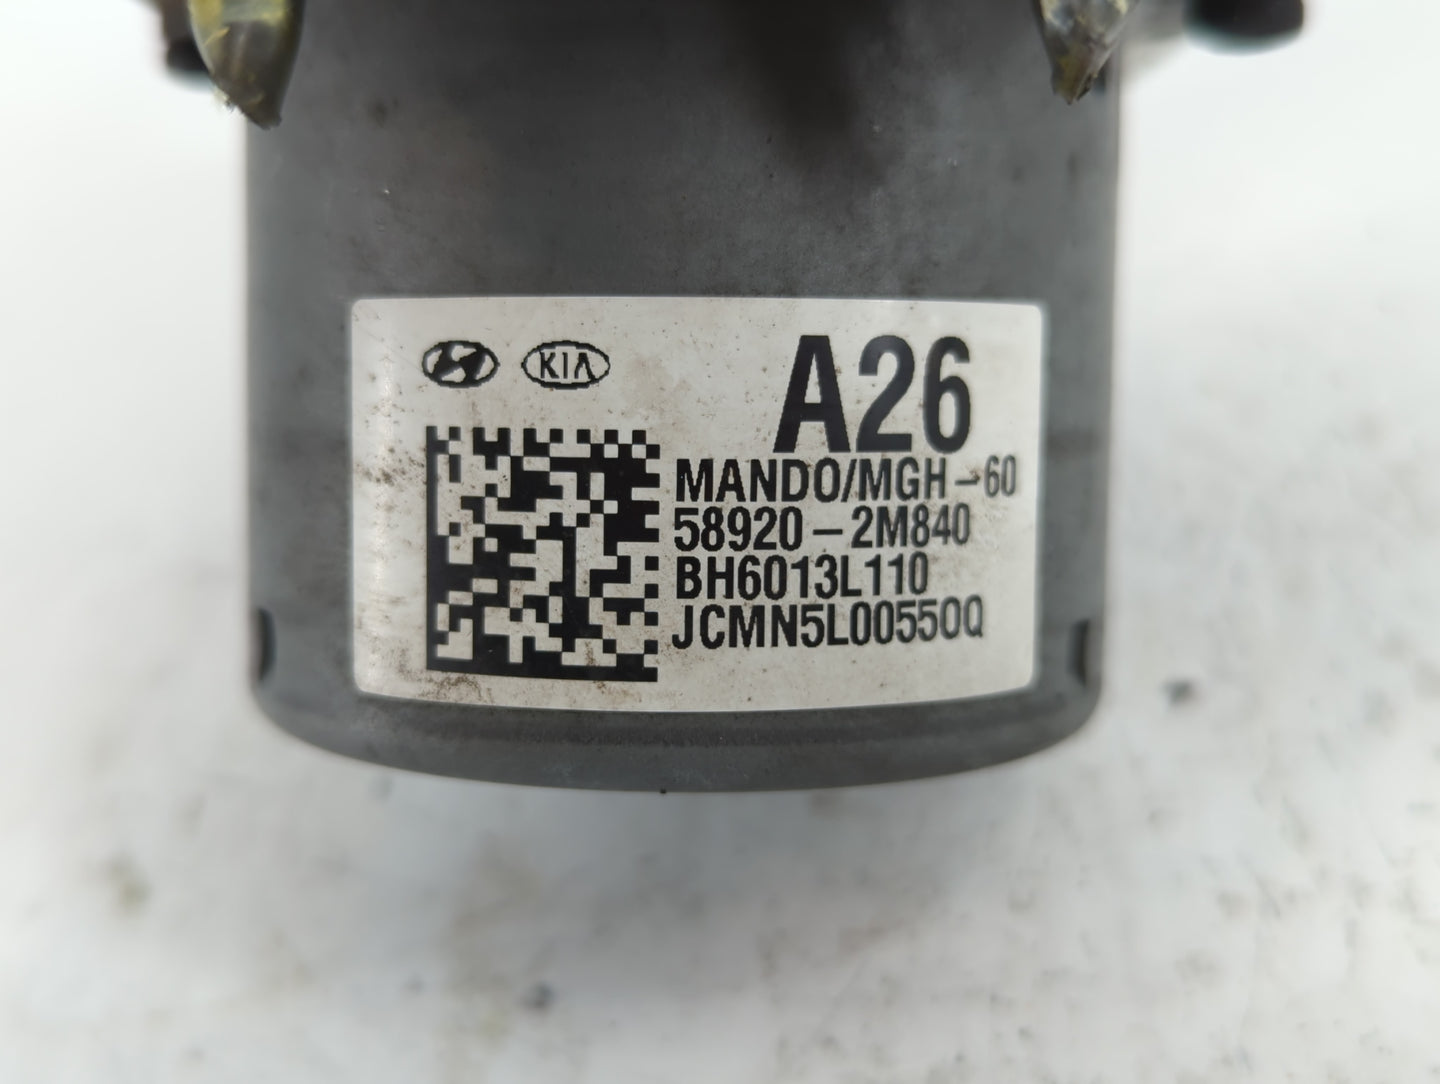 KIA
A26
MANDO/MGH-60
58920-2M840
BH6013L110
JCMN5L00550Q